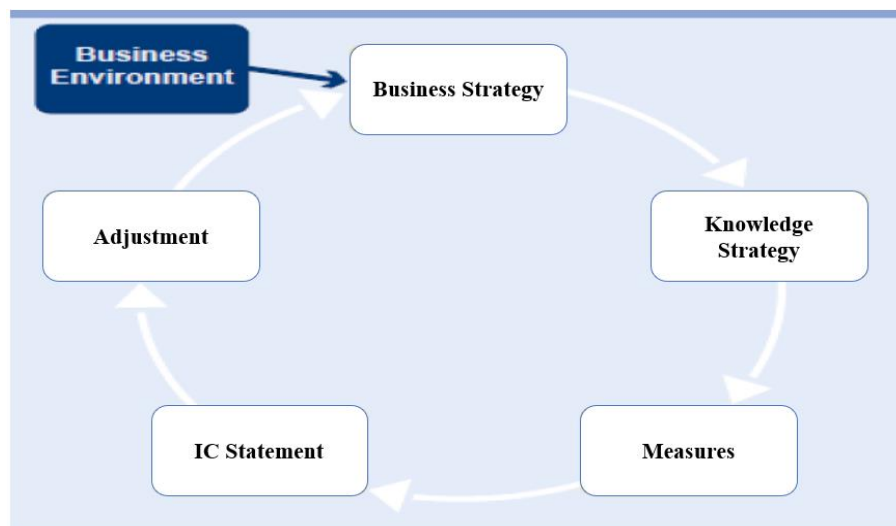 Business
Environment
Business Strategy
Knowledge
Strategy
Measures
IC Statement
Adjustment